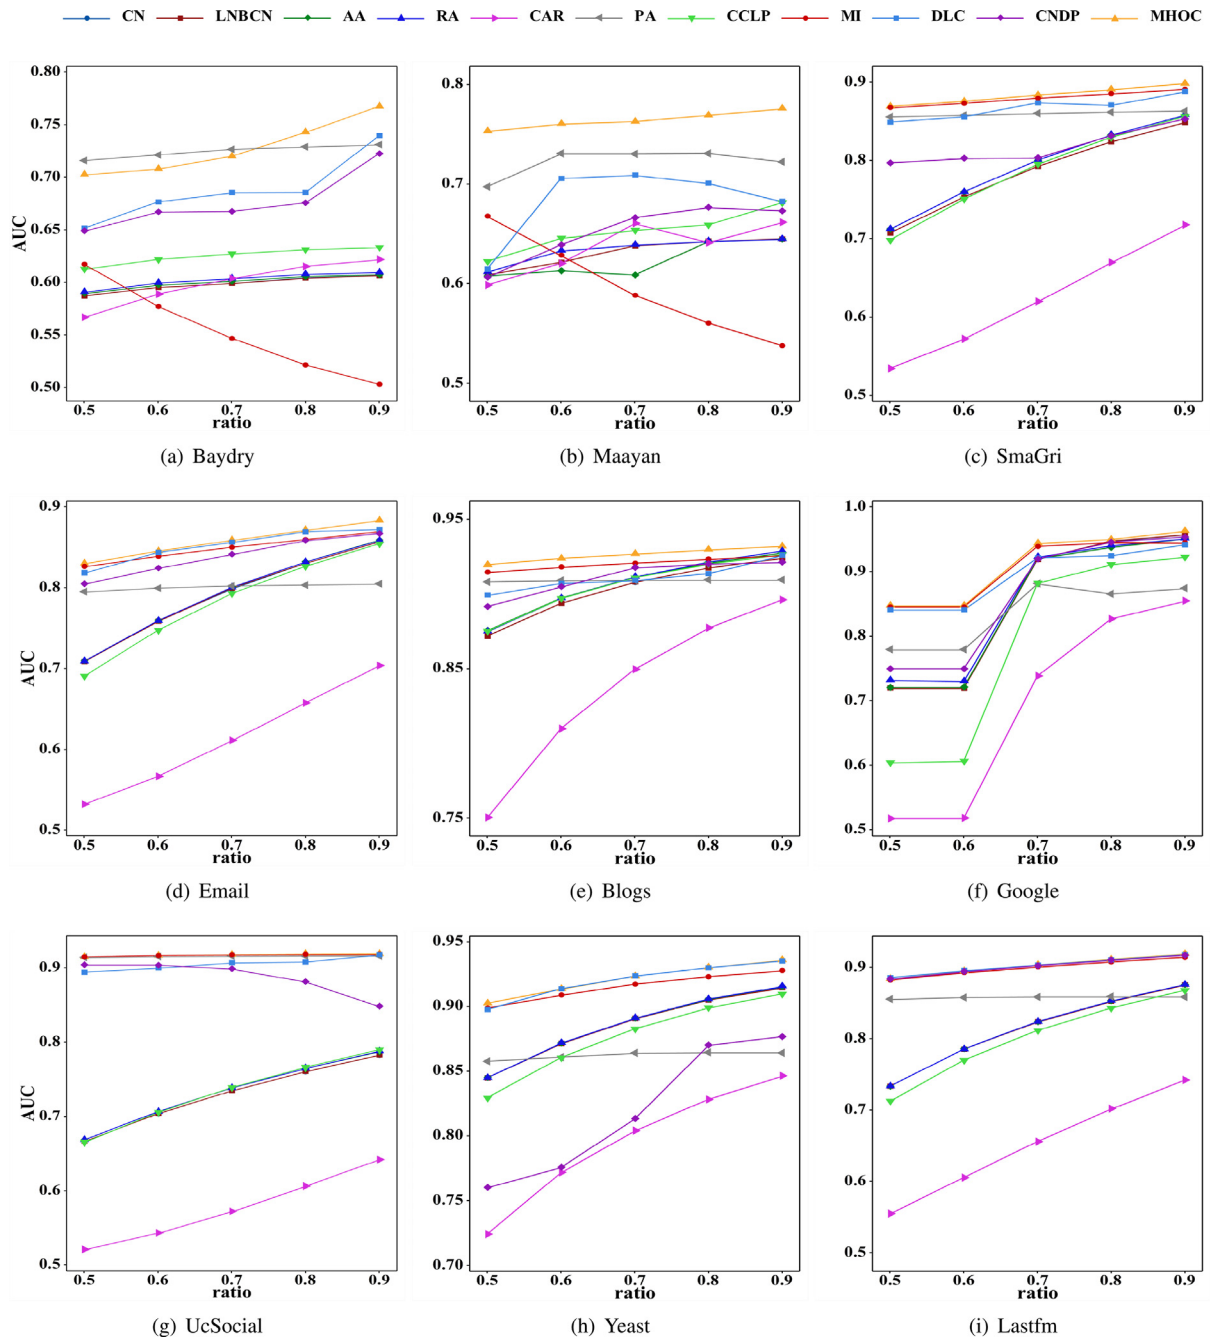 CN LNBCN AA RA CAR PA CCLP MI DLC CNDP MHOC
0.80
0.75
0.70
0.65
0.60
0.55
0.50
AUC
0.5 0.6 0.7 0.8 0.9
ratio
(a) Baydry
0.8
0.7
0.6
0.5
0.5 0.6 0.7 0.8 0.9
ratio
(b) Maayan
0.9
0.8
0.7
0.6
0.5
0.5 0.6 0.7 0.8 0.9
ratio
(c) SmaGri
0.9
0.8
0.7
0.6
0.5
AUC
0.5 0.6 0.7 0.8 0.9
ratio
(d) Email
0.95
0.85
0.75
0.5 0.6 0.7 0.8 0.9
ratio
(e) Blogs
1.0
0.9
0.8
0.7
0.6
0.5
0.5 0.6 0.7 0.8 0.9
ratio
(f) Google
0.9
0.8
0.7
0.6
0.5
AUC
0.5 0.6 0.7 0.8 0.9
ratio
(g) UcSocial
0.95
0.90
0.85
0.80
0.75
0.70
0.5 0.6 0.7 0.8 0.9
ratio
(h) Yeast
0.9
0.8
0.7
0.6
0.5
0.5 0.6 0.7 0.8 0.9
ratio
(i) Lastfm